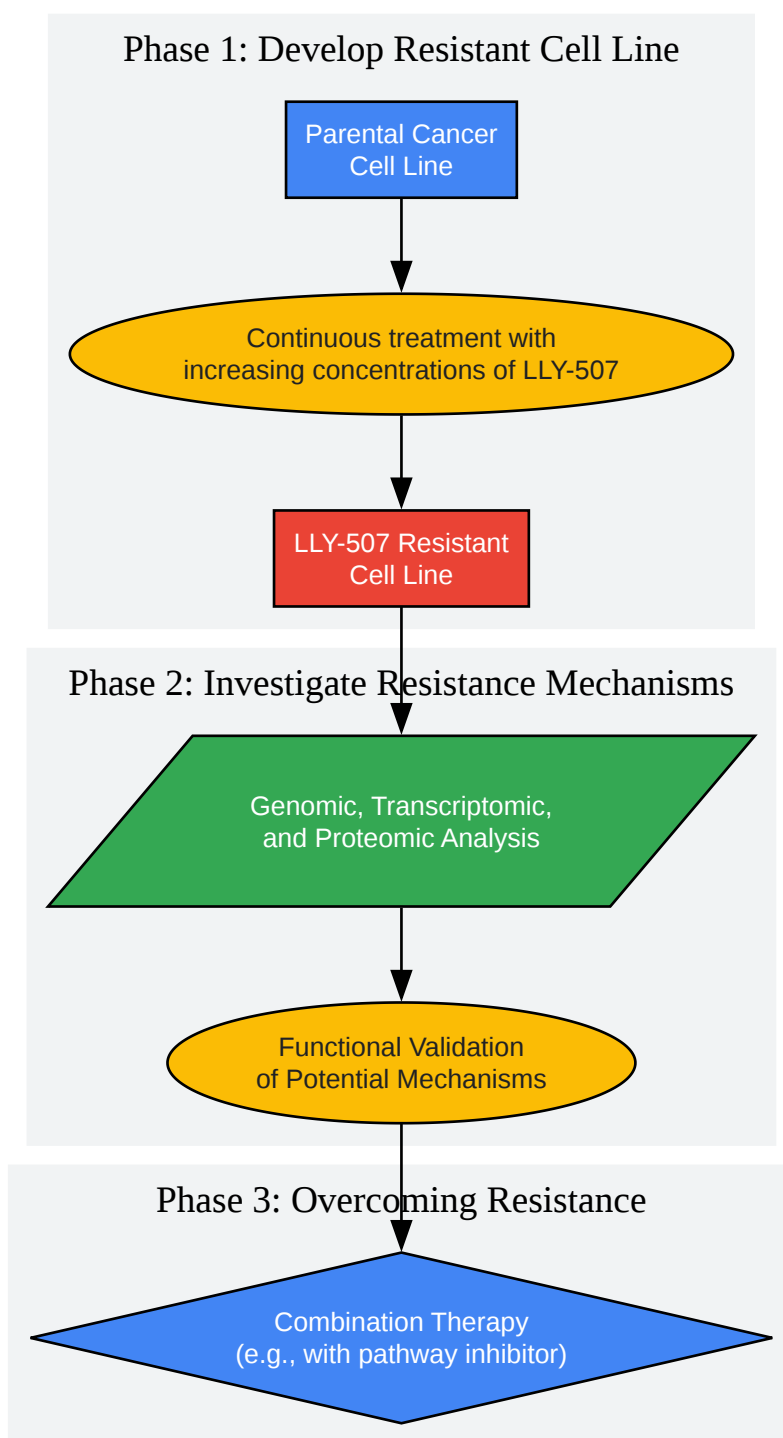 Phase 1: Develop Resistant Cell Line
Parental Cancer
Cell Line
Continuous treatment with
increasing concentrations of LLY-507
LLY-507 Resistant
Cell Line
Phase 2: Investigate Resistance Mechanisms
Genomic, Transcriptomic,
and Proteomic Analysis
Functional Validation
of Potential Mechanisms
Phase 3: Overcoming Resistance
Combination Therapy
(e.g., with pathway inhibitor)